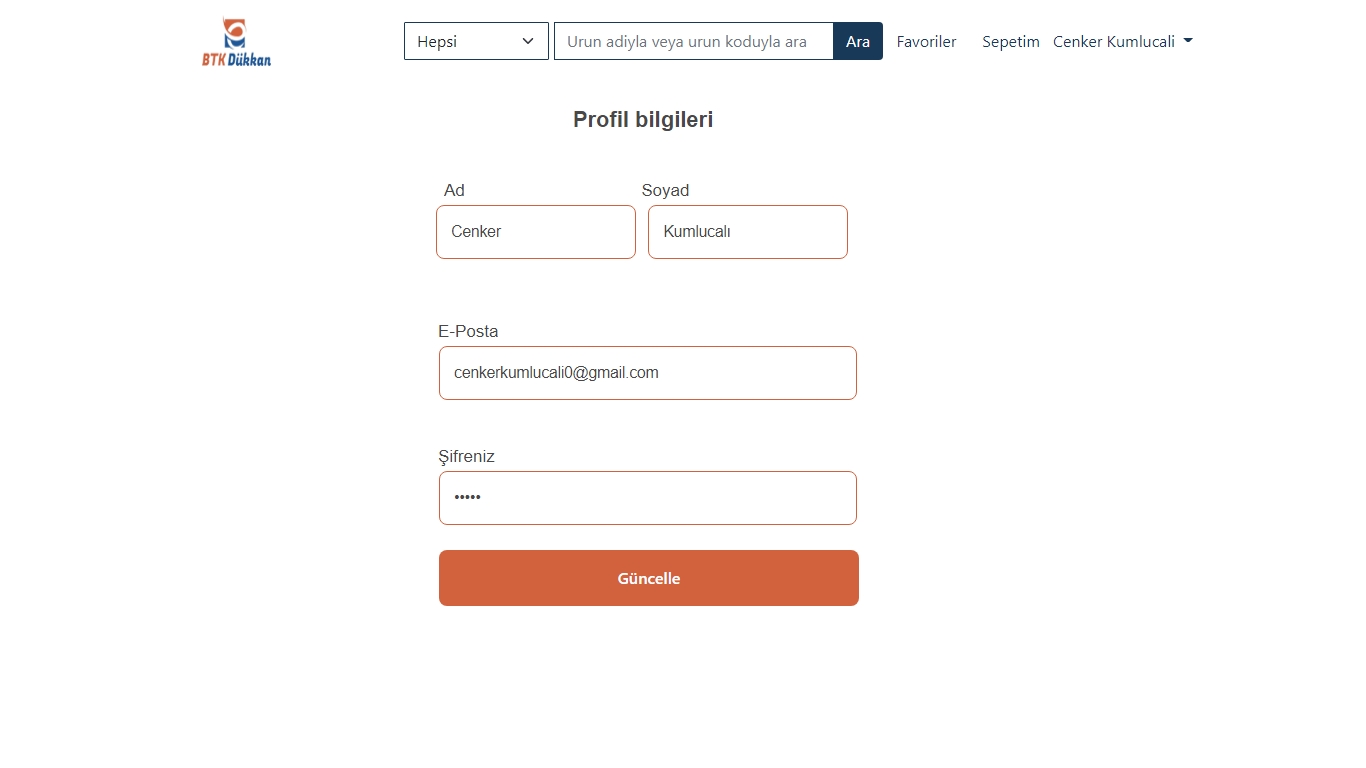 BTK Dükkan
Hepsi Urun adiyla veya urun koduyla ara Ara Favoriler Sepetim Cenker Kumlucali
Profil bilgileri
Ad Soyad
Cenker Kumlucalı
E-Posta
cenkerkumlucali0@gmail.com
Şifreniz
•••••
Güncelle